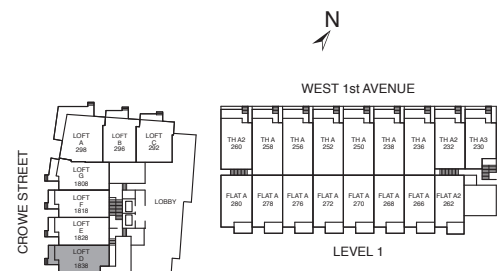 N
WEST 1st AVENUE
CROWE STREET
LOFT
A
298
LOFT
B
296
LOFT
C
292
LOFT
G
1808
LOFT
F
1818
LOFT
E
1828
LOFT
D
1838
LOBBY
TH A2
260
TH A
258
TH A
256
TH A
252
TH A
250
TH A
238
TH A
236
TH A2
232
TH A3
230
FLAT A
280
FLAT A
278
FLAT A
276
FLAT A
272
FLAT A
270
FLAT A
268
FLAT A
266
FLAT A2
262
LEVEL 1